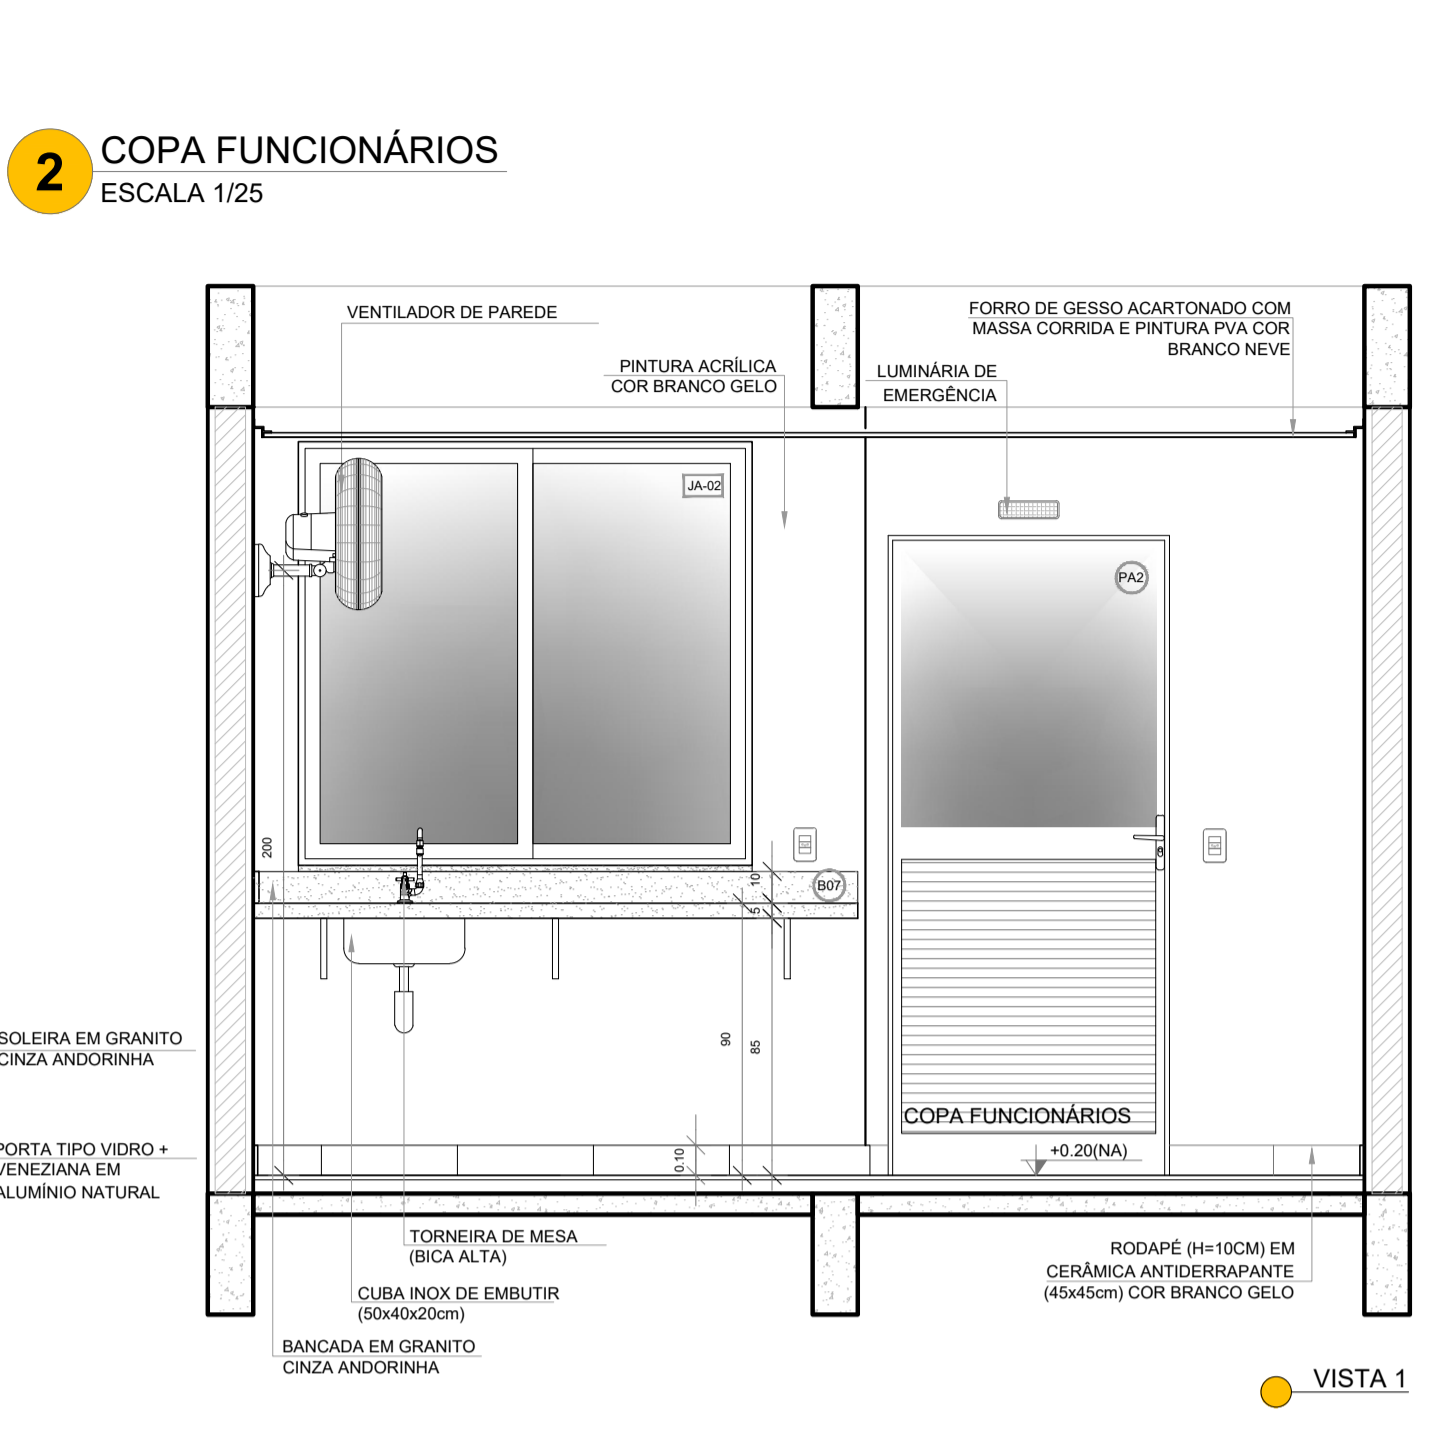 2
COPA FUNCIONÁRIOS
ESCALA 1/25
VENTILADOR DE PAREDE
FORRO DE GESSO ACARTONADO COM
MASSA CORRIDA E PINTURA PVA COR
BRANCO NEVE
PINTURA ACRÍLICA
COR BRANCO GELO
LUMINÁRIA DE
EMERGÊNCIA
JA-02
PA2
200
10
B07
5
SOLEIRA EM GRANITO
CINZA ANDORINHA
90
85
COPA FUNCIONÁRIOS
PORTA TIPO VIDRO +
VENEZIANA EM
ALUMÍNIO NATURAL
0.10
+0.20(NA)
TORNEIRA DE MESA
(BICA ALTA)
RODAPÉ (H=10CM) EM
CERÂMICA ANTIDERRAPANTE
(45x45cm) COR BRANCO GELO
CUBA INOX DE EMBUTIR
(50x40x20cm)
BANCADA EM GRANITO
CINZA ANDORINHA
VISTA 1